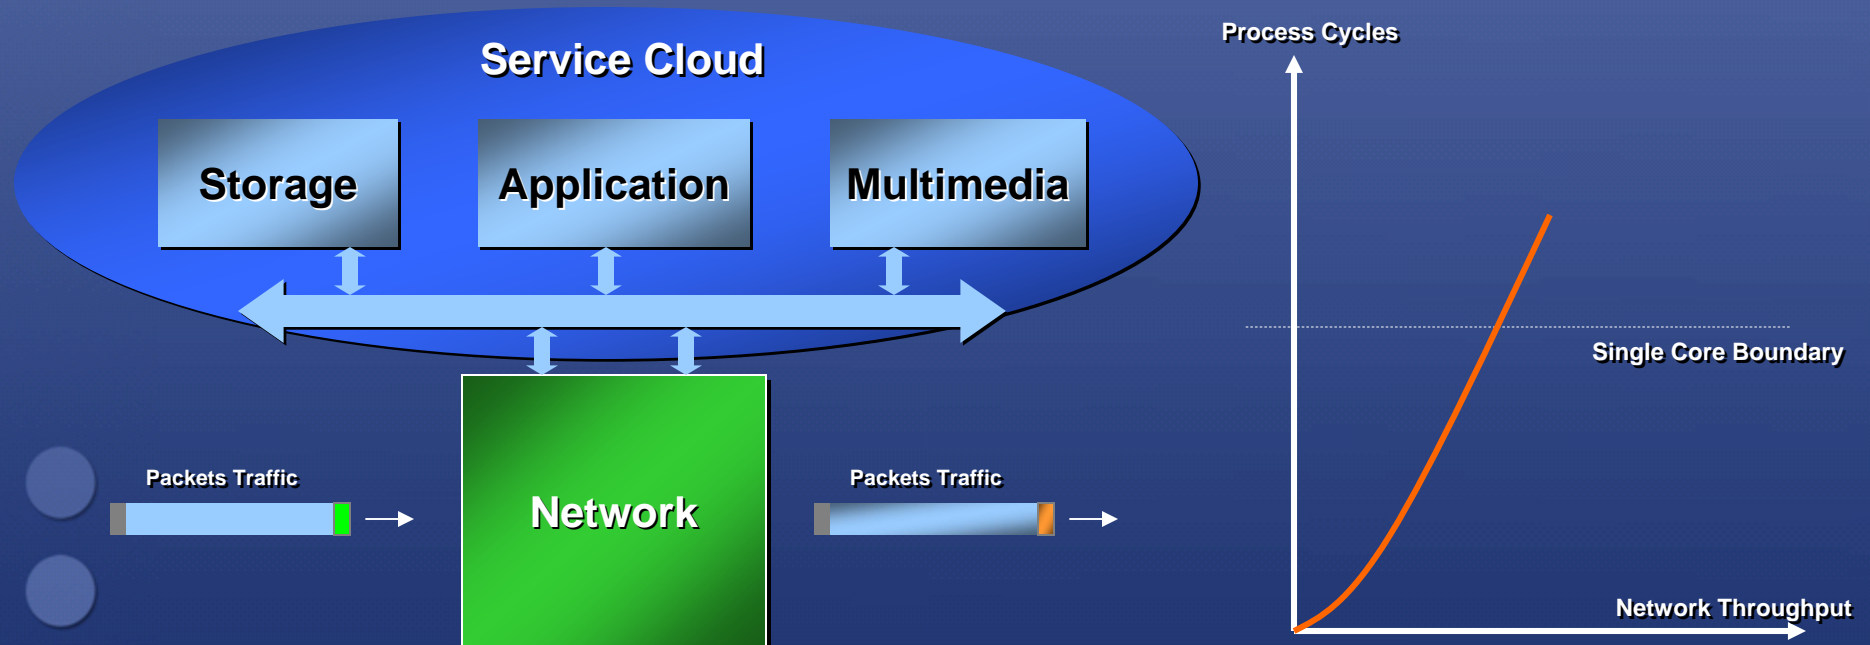 Service Cloud
Storage
Application
Multimedia
Packets Traffic
Network
Packets Traffic
Process Cycles
Single Core Boundary
Network Throughput